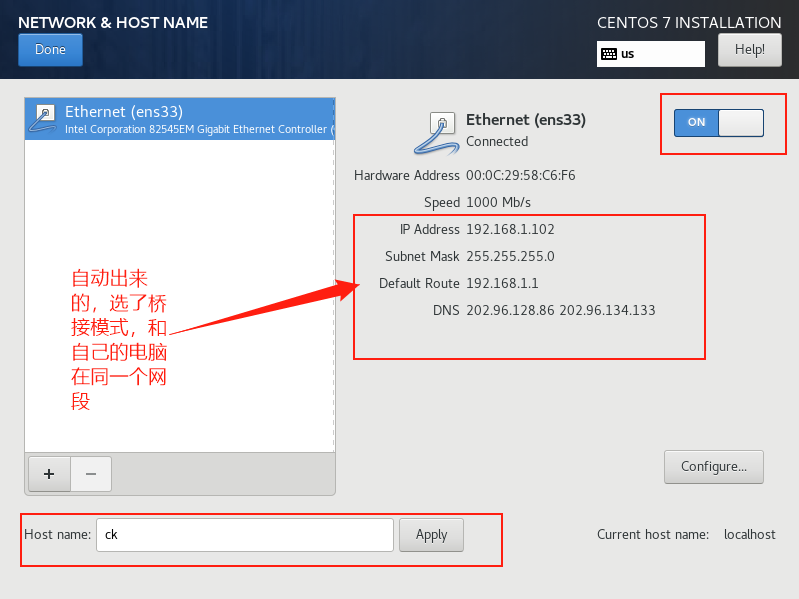 NETWORK & HOST NAME
CENTOS 7 INSTALLATION
Done
us
Help!
Ethernet (ens33)
Intel Corporation 82545EM Gigabit Ethernet Controller (
Ethernet (ens33)
Connected
ON
Hardware Address 00:0C:29:58:C6:F6
Speed 1000 Mb/s
IP Address 192.168.1.102
Subnet Mask 255.255.255.0
Default Route 192.168.1.1
DNS 202.96.128.86 202.96.134.133
自动出来
的，选了桥
接模式，和
自己的电脑
在同一个网
段
+ −
Configure...
Host name: ck Apply
Current host name: localhost